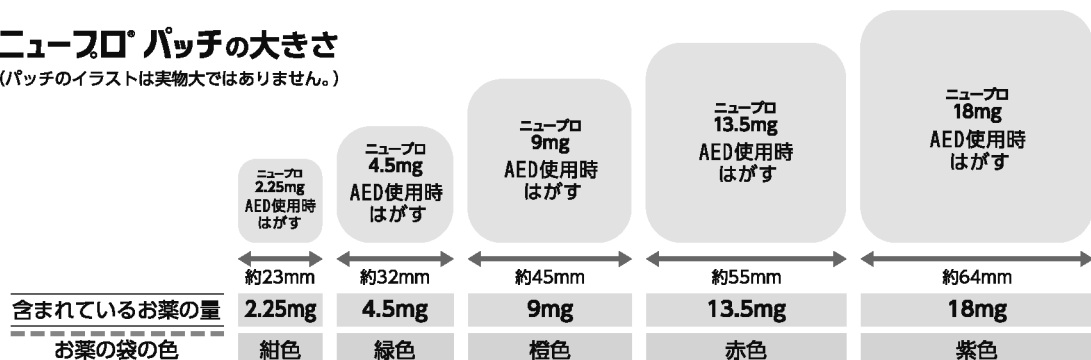 ニュープロ® パッチの大きさ
(パッチのイラストは実物大ではありません。)
ニュープロ
2.25mg
AED使用時
はがす
ニュープロ
4.5mg
AED使用時
はがす
ニュープロ
9mg
AED使用時
はがす
ニュープロ
13.5mg
AED使用時
はがす
ニュープロ
18mg
AED使用時
はがす
約23mm 約32mm 約45mm 約55mm 約64mm
含まれているお薬の量 2.25mg 4.5mg 9mg 13.5mg 18mg
お薬の袋の色 紺色 緑色 橙色 赤色 紫色